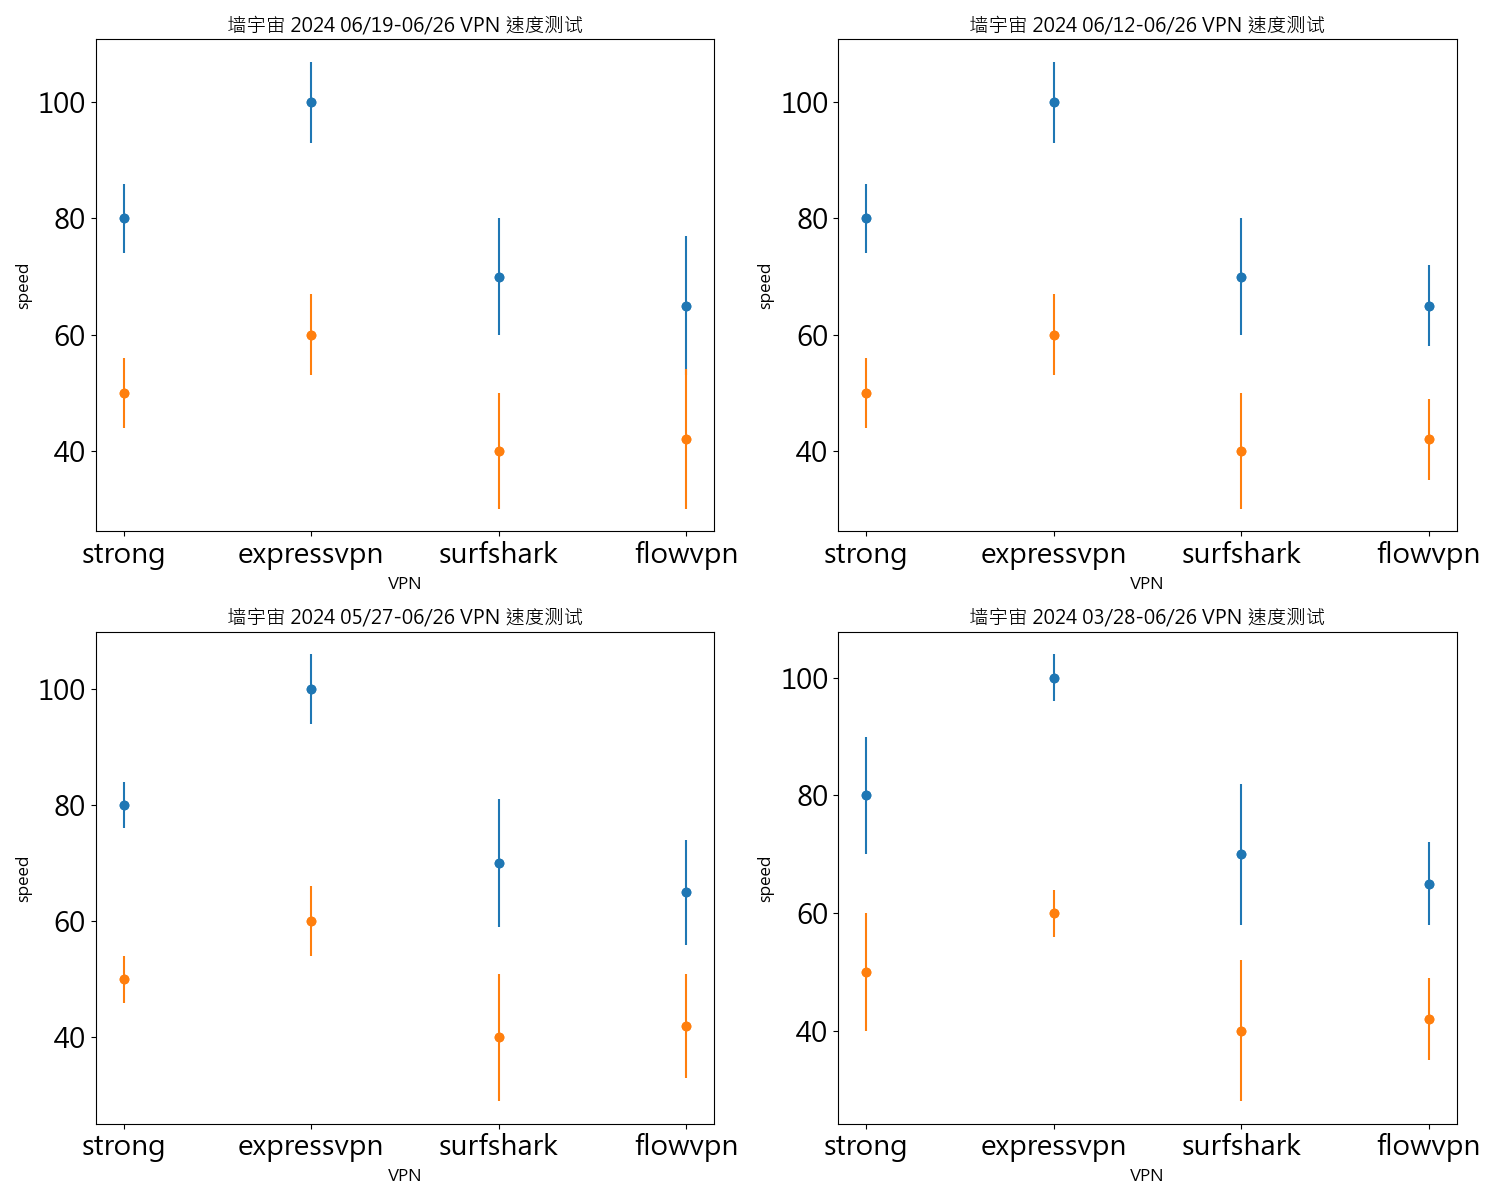 墙宇宙 2024 06/19-06/26 VPN 速度测试
100
80
60
40
speed
strong expressvpn surfshark flowvpn
VPN
墙宇宙 2024 06/12-06/26 VPN 速度测试
100
80
60
40
speed
strong expressvpn surfshark flowvpn
VPN
墙宇宙 2024 05/27-06/26 VPN 速度测试
100
80
60
40
speed
strong expressvpn surfshark flowvpn
VPN
墙宇宙 2024 03/28-06/26 VPN 速度测试
100
80
60
40
speed
strong expressvpn surfshark flowvpn
VPN